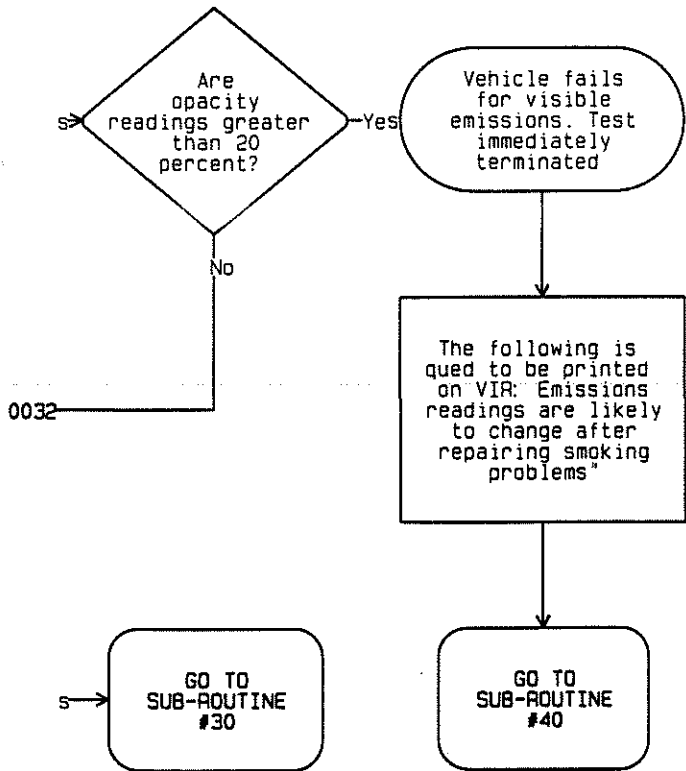 Are
opacity
readings greater
than 20
percent?
s
Yes
Vehicle fails
for visible
emissions. Test
immediately
terminated
No
The following is
qued to be printed
on VIR: Emissions
readings are likely
to change after
repairing smoking
problems"
0032
s
GO TO
SUB-ROUTINE
#30
GO TO
SUB-ROUTINE
#40